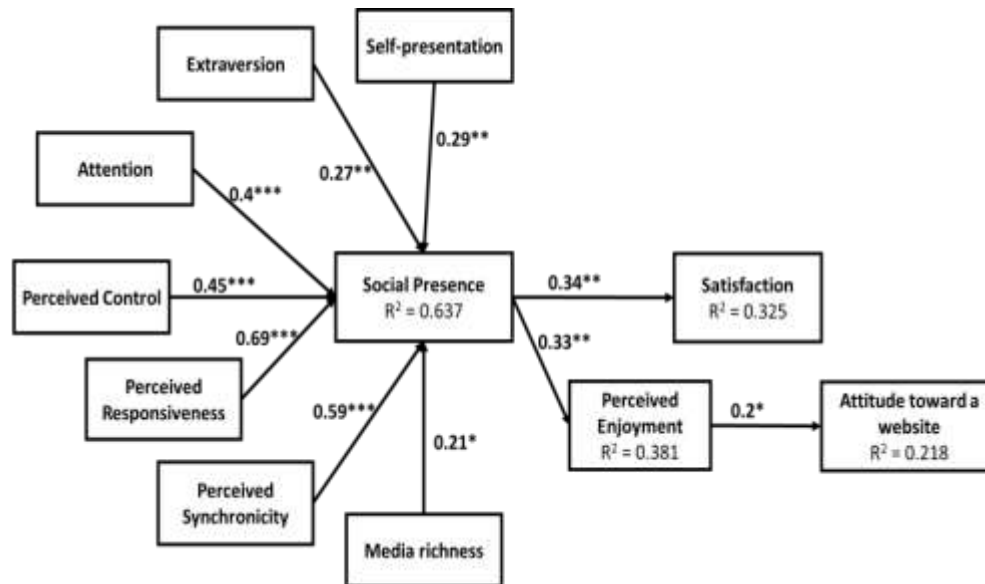 Self-presentation
Extraversion
0.29**
0.27**
Attention
0.4***
Perceived Control
0.45***
Social Presence
R² = 0.637
0.34**
Satisfaction
R² = 0.325
0.69***
0.33**
Perceived
Responsiveness
0.59***
0.21*
Perceived
Enjoyment
R² = 0.381
0.2*
Attitude toward a
website
R² = 0.218
Perceived
Synchronicity
Media richness